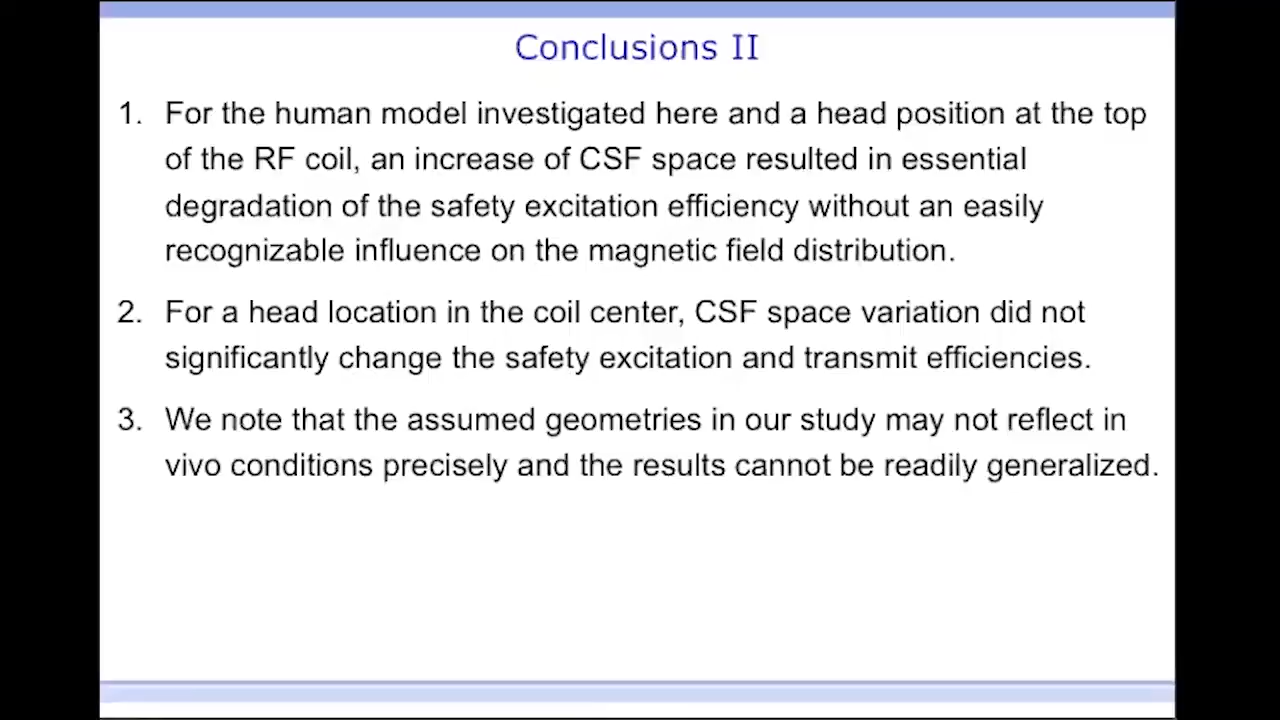 Conclusions II
1. For the human model investigated here and a head position at the top
of the RF coil, an increase of CSF space resulted in essential
degradation of the safety excitation efficiency without an easily
recognizable influence on the magnetic field distribution.
2. For a head location in the coil center, CSF space variation did not
significantly change the safety excitation and transmit efficiencies.
3. We note that the assumed geometries in our study may not reflect in
vivo conditions precisely and the results cannot be readily generalized.